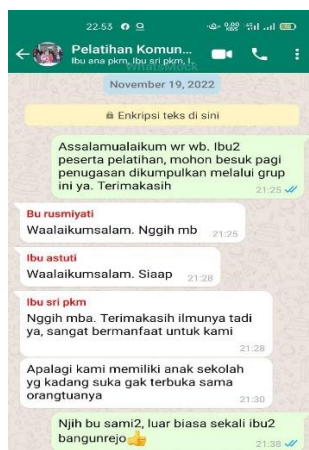 22.53
0,00 KB/S
Pelatihan Komun...
Ibu ana pkm, Ibu sri pkm, I..
WhatsMock
November 19, 2022
Enkripsi teks di sini
Assalamualaikum wr wb. Ibu2
peserta pelatihan, mohon besuk pagi
penugasan dikumpulkan melalui grup
ini ya. Terimakasih
21:25
Bu rusmiyati
Waalaikumsalam. Nggih mb
21:25
Ibu astuti
Waalaikumsalam. Siaap
21:28
Ibu sri pkm
Nggih mba. Terimakasih ilmunya tadi
ya, sangat bermanfaat untuk kami
21:28
Apalagi kami memiliki anak sekolah
yg kadang suka gak terbuka sama
orangtuanya
21:30
Njih bu sami2, luar biasa sekali ibu2
bangunrejo👍
21:38